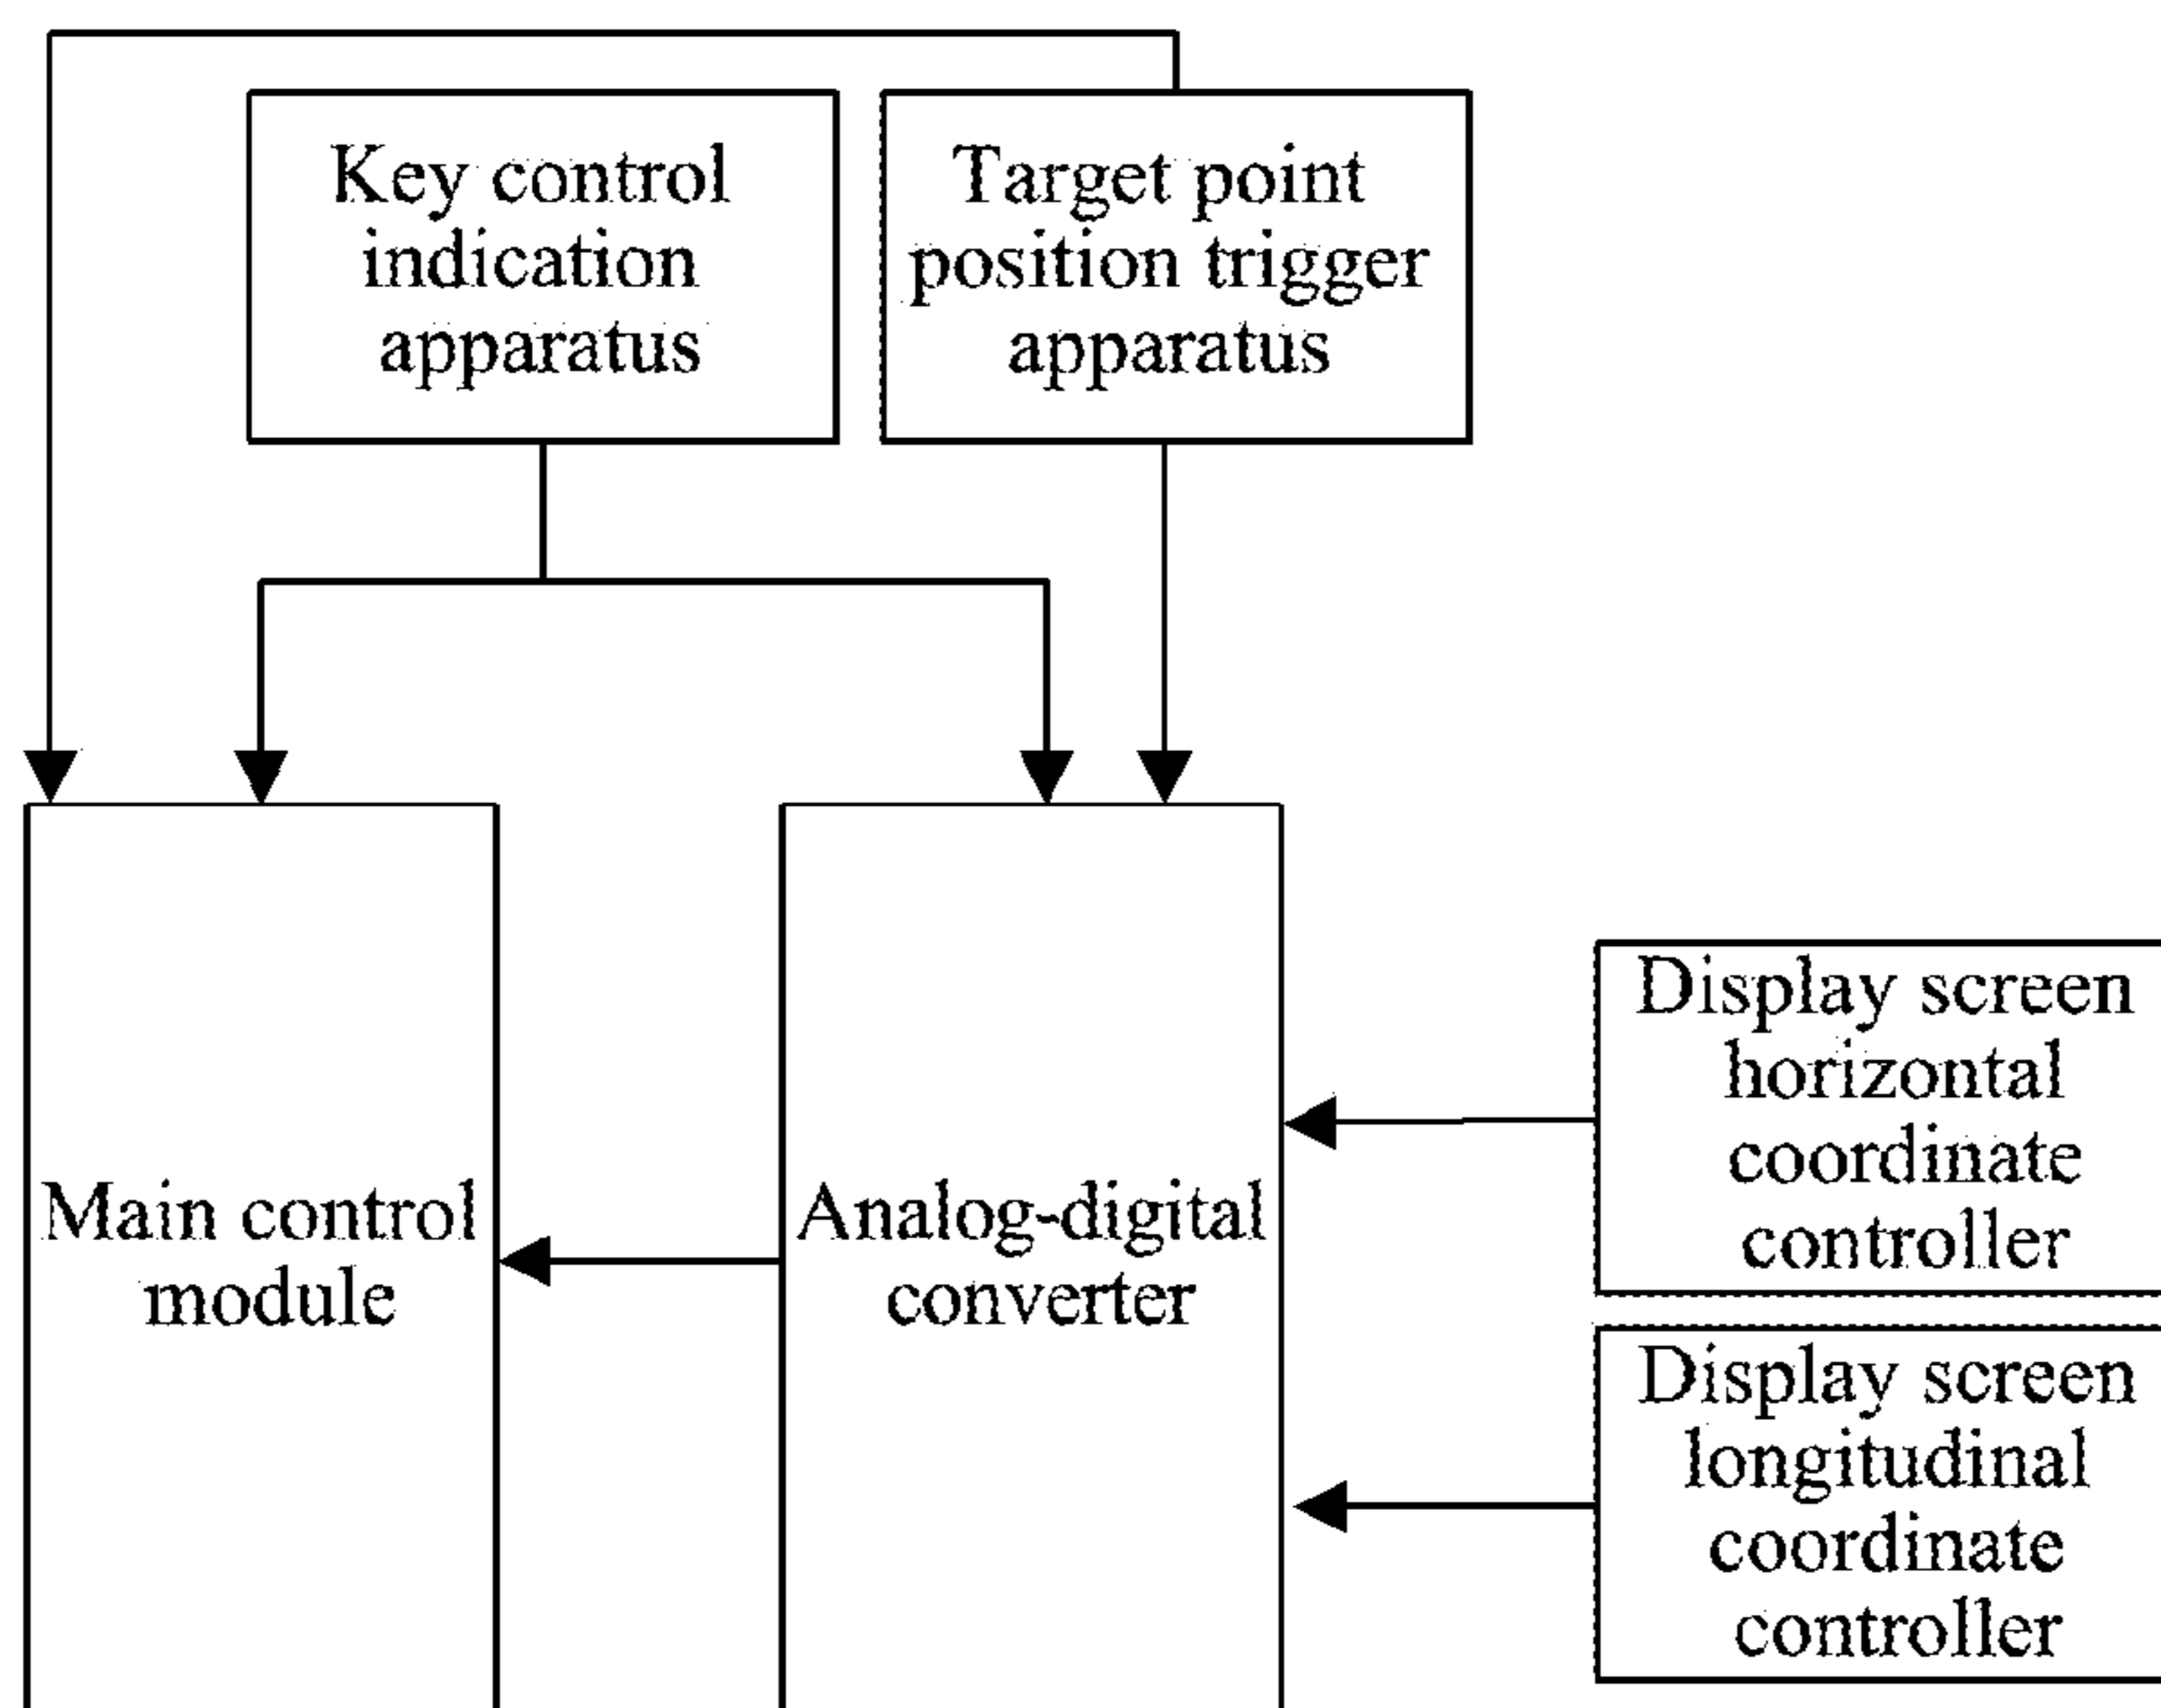 Key control
indication
apparatus
Target point
position trigger
apparatus
Main control
module
Analog-digital
converter
Display screen
horizontal
coordinate
controller
Display screen
longitudinal
coordinate
controller